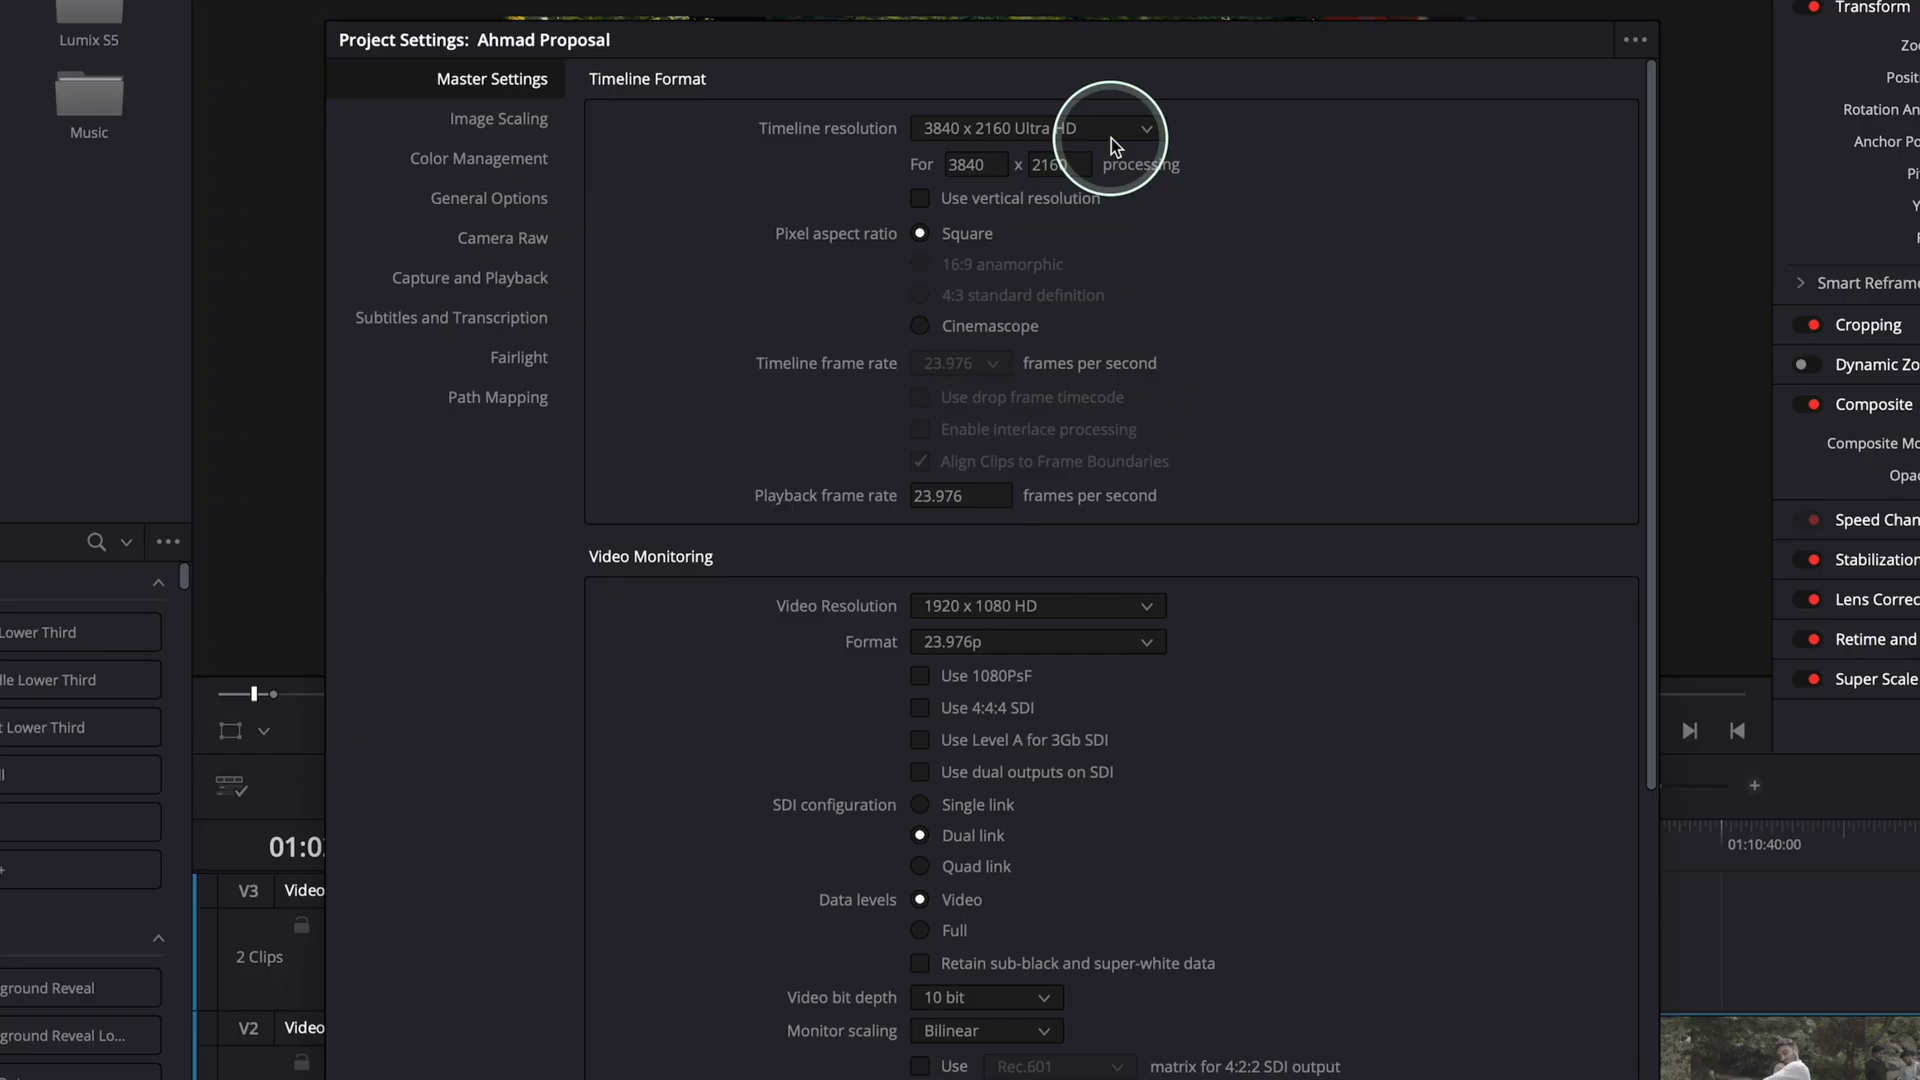 Lumix S5
Music
Lower Third
lle Lower Third
t Lower Third
ground Reveal
ground Reveal Lo...
Project Settings: Ahmad Proposal
Master Settings
Image Scaling
Color Management
General Options
Camera Raw
Capture and Playback
Subtitles and Transcription
Fairlight
Path Mapping
Timeline Format
Timeline resolution 3840 x 2160 Ultra HD
For 3840 x 2160 processing
Use vertical resolution
Pixel aspect ratio Square
16:9 anamorphic
4:3 standard definition
Cinemascope
Timeline frame rate 23.976 frames per second
Use drop frame timecode
Enable interlace processing
Align Clips to Frame Boundaries
Playback frame rate 23.976 frames per second
Video Monitoring
Video Resolution 1920 x 1080 HD
Format 23.976p
Use 1080PsF
Use 4:4:4 SDI
Use Level A for 3Gb SDI
Use dual outputs on SDI
SDI configuration Single link
Dual link
Quad link
Data levels Video
Full
Retain sub-black and super-white data
Video bit depth 10 bit
Monitor scaling Bilinear
Use Rec.601 matrix for 4:2:2 SDI output
01:0
V3 Video
2 Clips
V2 Video
Transform
Zo
Posit
Rotation An
Anchor Po
Pi
Y
Smart Reframe
Cropping
Dynamic Zo
Composite
Composite Mo
Opac
Speed Chan
Stabilization
Lens Correc
Retime and
Super Scale
01:10:40:00